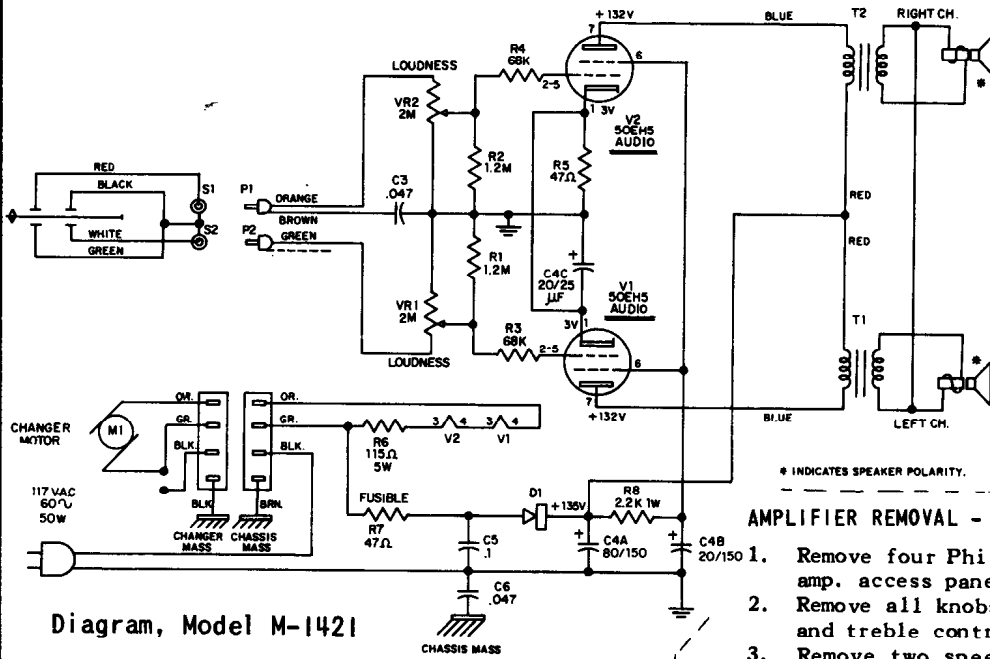 +132V
BLUE
T2
RIGHT CH.
7
R4
68K
6
LOUDNESS
2-5
*
VR2
2M
1 3V
V2
50EH5
AUDIO
R2
1.2M
R5
47Ω
RED
BLACK
S1
P1
C3
.047
ORANGE
BROWN
RED
WHITE
S2
P2
GREEN
RED
GREEN
R1
1.2M
+
C4C
20/25
µF
V1
50EH5
AUDIO
VR1
2M
3V 1
T1
R3
68K
2-5
*
LOUDNESS
6
7
+132V
BLUE
LEFT CH.
OR.
OR.
CHANGER
MOTOR
M1
GR.
GR.
3 4
V2
3 4
V1
BLK.
BLK.
R6
115Ω
5W
* INDICATES SPEAKER POLARITY.
117 VAC
60∿
50W
BLK.
BRN.
CHANGER
MASS
CHASSIS
MASS
FUSIBLE
R7
47Ω
D1
+135V
R8
2.2K 1W
C5
.1
+
C4A
80/150
+
C4B
20/150
C6
.047
CHASSIS MASS
Diagram, Model M-1421
AMPLIFIER REMOVAL -
1. Remove four Phi
amp. access pane
2. Remove all knob
and treble contr
3. Remove two spee